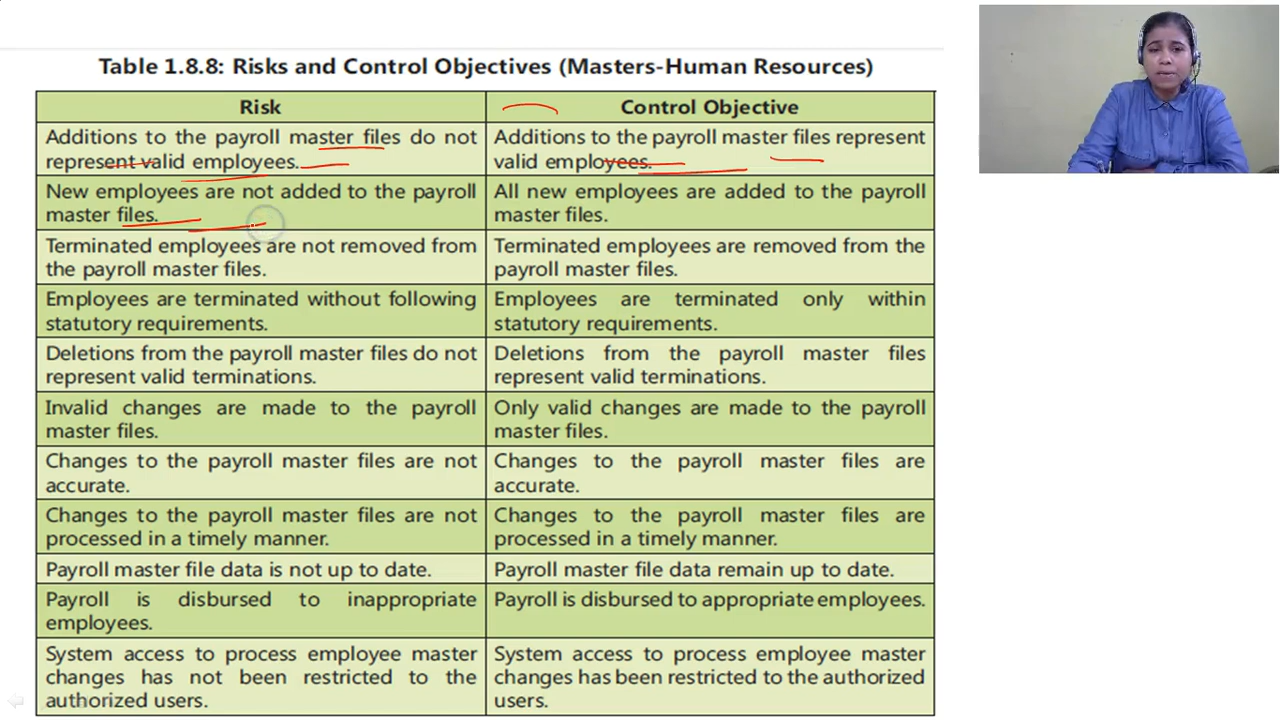 Table 1.8.8: Risks and Control Objectives (Masters-Human Resources)
Risk
Control Objective
Additions to the payroll master files do not
represent valid employees.
Additions to the payroll master files represent
valid employees.
New employees are not added to the payroll
master files.
All new employees are added to the payroll
master files.
Terminated employees are not removed from
the payroll master files.
Terminated employees are removed from the
payroll master files.
Employees are terminated without following
statutory requirements.
Employees are terminated only within
statutory requirements.
Deletions from the payroll master files do not
represent valid terminations.
Deletions from the payroll master files
represent valid terminations.
Invalid changes are made to the payroll
master files.
Only valid changes are made to the payroll
master files.
Changes to the payroll master files are not
accurate.
Changes to the payroll master files are
accurate.
Changes to the payroll master files are not
processed in a timely manner.
Changes to the payroll master files are
processed in a timely manner.
Payroll master file data is not up to date.
Payroll master file data remain up to date.
Payroll is disbursed to inappropriate
employees.
Payroll is disbursed to appropriate employees.
System access to process employee master
changes has not been restricted to the
authorized users.
System access to process employee master
changes has been restricted to the authorized
users.